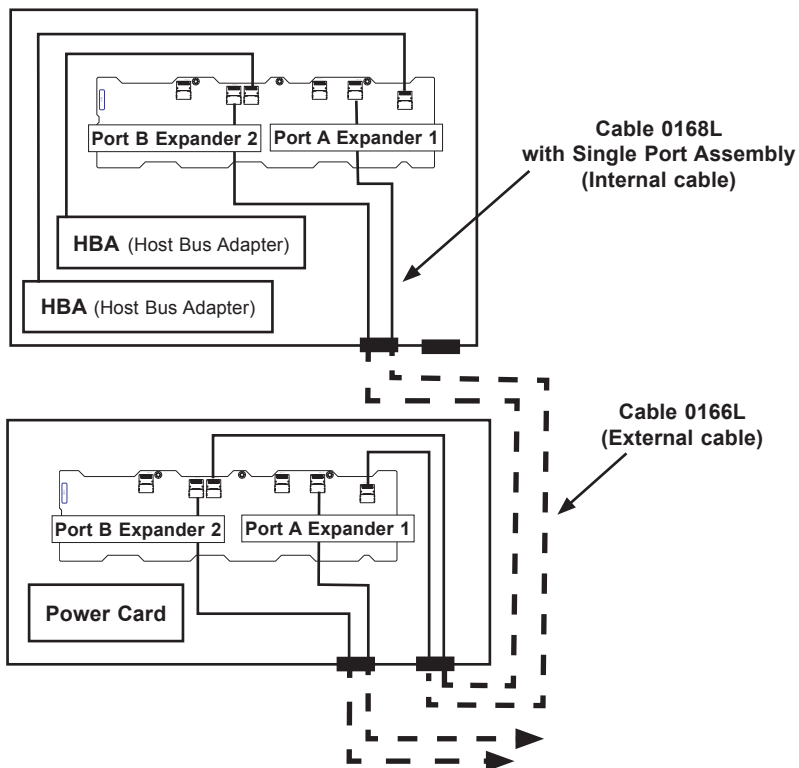 Port B Expander 2
Port A Expander 1
HBA (Host Bus Adapter)
HBA (Host Bus Adapter)
Cable 0168L
with Single Port Assembly
(Internal cable)
Cable 0166L
(External cable)
Port B Expander 2
Port A Expander 1
Power Card